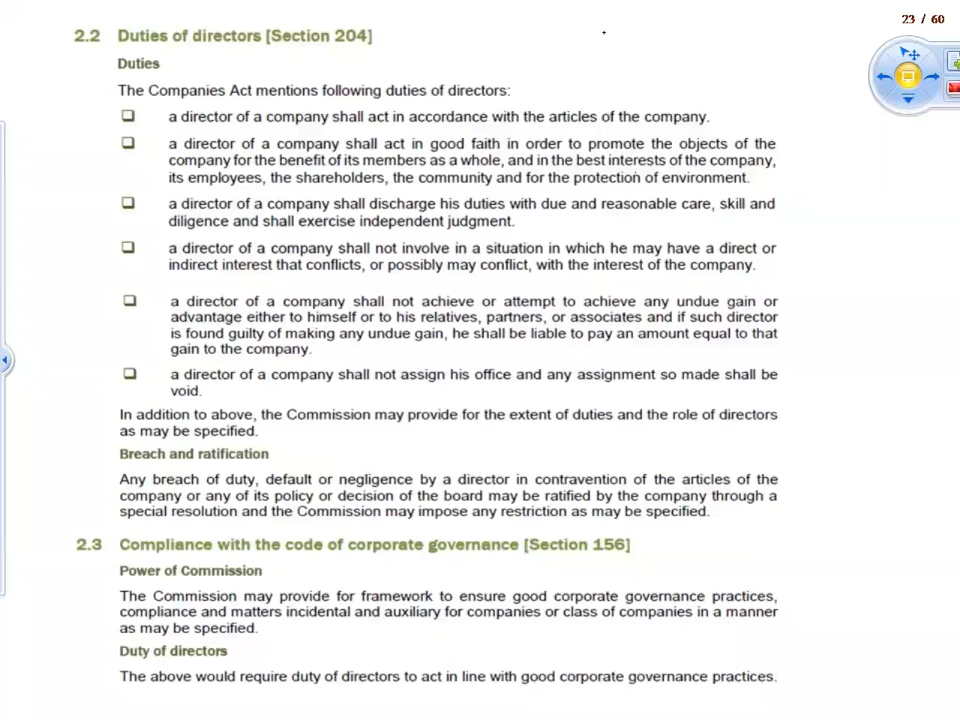 23 / 60
2.2 Duties of directors [Section 204]
Duties
The Companies Act mentions following duties of directors:
a director of a company shall act in accordance with the articles of the company.
a director of a company shall act in good faith in order to promote the objects of the
company for the benefit of its members as a whole, and in the best interests of the company,
its employees, the shareholders, the community and for the protection of environment.
a director of a company shall discharge his duties with due and reasonable care, skill and
diligence and shall exercise independent judgment.
a director of a company shall not involve in a situation in which he may have a direct or
indirect interest that conflicts, or possibly may conflict, with the interest of the company.
a director of a company shall not achieve or attempt to achieve any undue gain or
advantage either to himself or to his relatives, partners, or associates and if such director
is found guilty of making any undue gain, he shall be liable to pay an amount equal to that
gain to the company.
a director of a company shall not assign his office and any assignment so made shall be
void.
In addition to above, the Commission may provide for the extent of duties and the role of directors
as may be specified.
Breach and ratification
Any breach of duty, default or negligence by a director in contravention of the articles of the
company or any of its policy or decision of the board may be ratified by the company through a
special resolution and the Commission may impose any restriction as may be specified.
2.3 Compliance with the code of corporate governance [Section 156]
Power of Commission
The Commission may provide for framework to ensure good corporate governance practices,
compliance and matters incidental and auxiliary for companies or class of companies in a manner
as may be specified.
Duty of directors
The above would require duty of directors to act in line with good corporate governance practices.